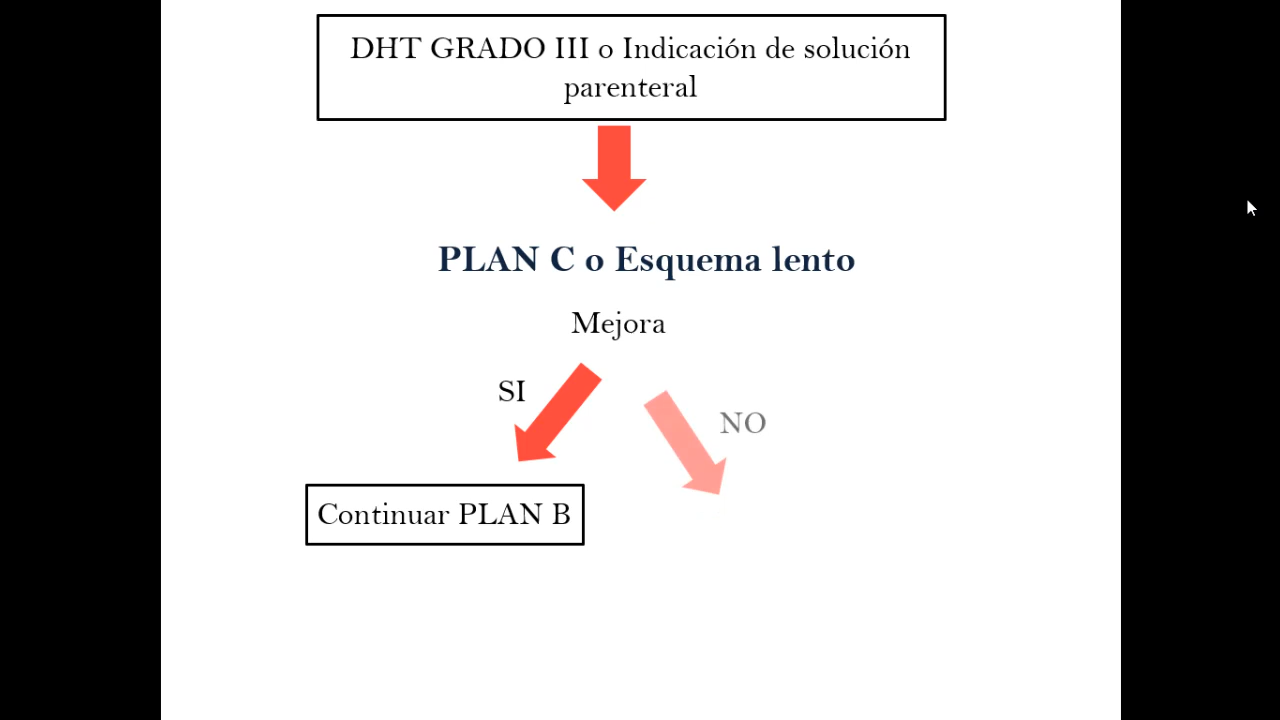 DHT GRADO III o Indicación de solución
parenteral
PLAN C o Esquema lento
Mejora
SI
NO
Continuar PLAN B